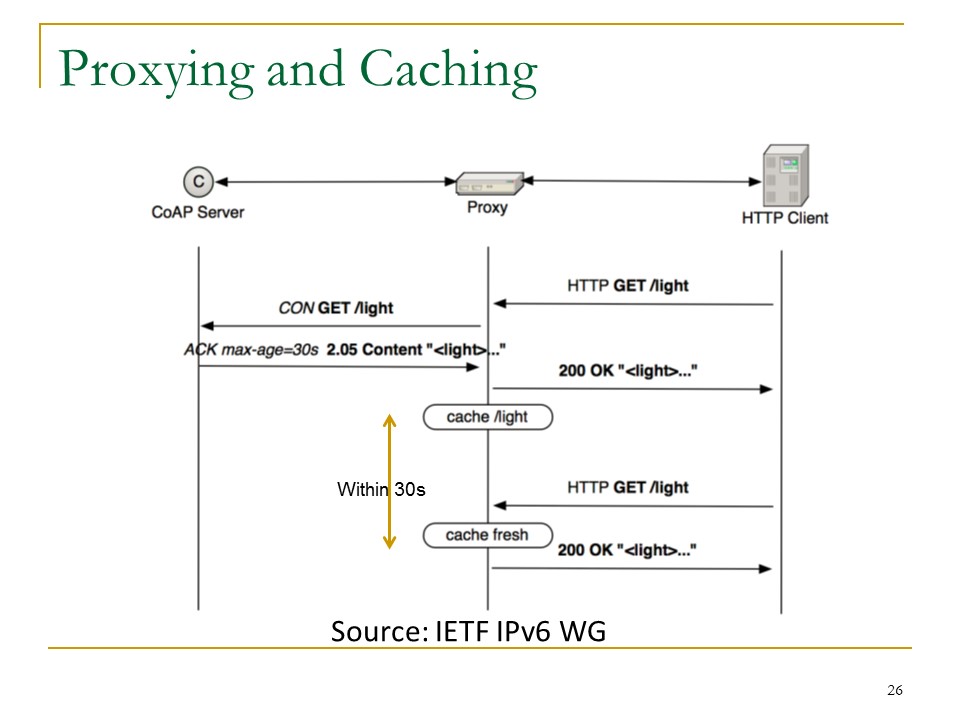 26
Proxying and Caching
C
CoAP Server
Proxy
HTTP Client
HTTP GET /light
CON GET /light
ACK max-age=30s 2.05 Content "<light>..."
200 OK "<light>..."
cache /light
Within 30s
HTTP GET /light
cache fresh
200 OK "<light>..."
Source: IETF IPv6 WG
26